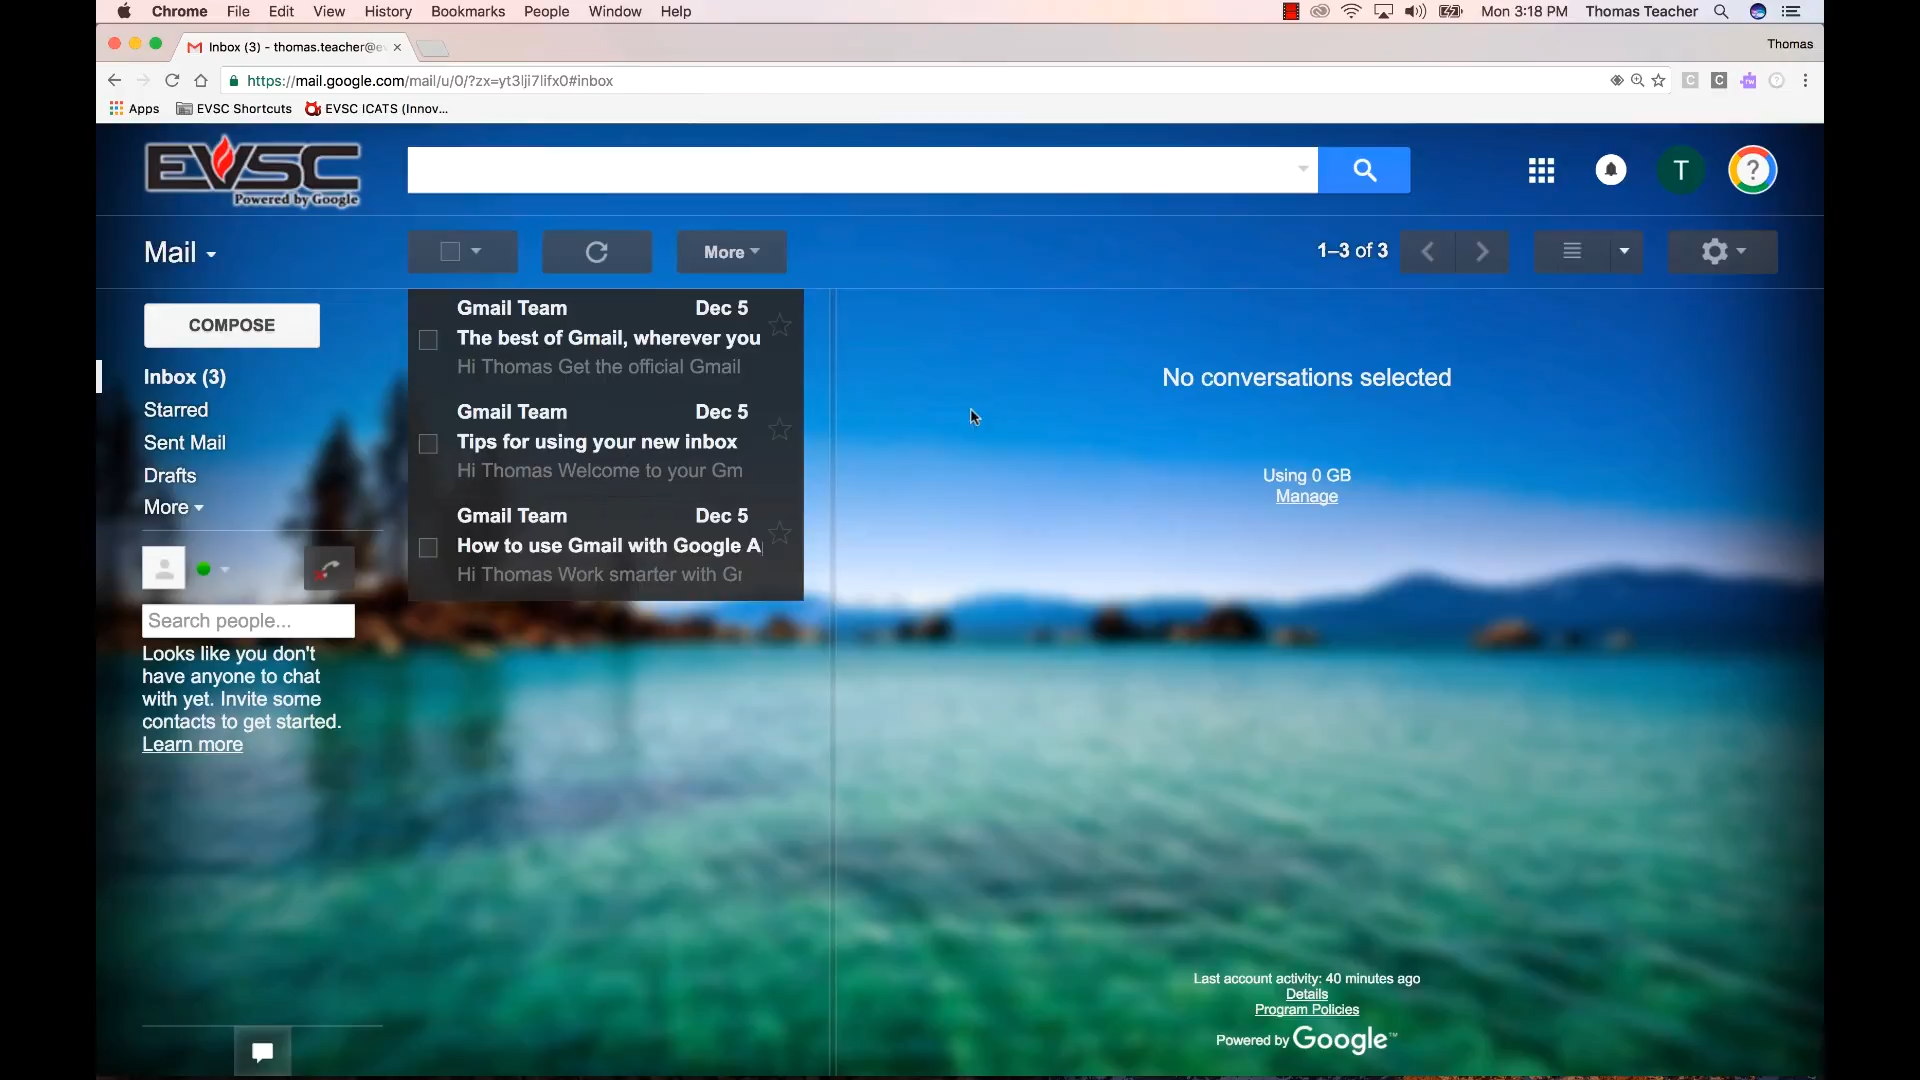 Chrome File Edit View History Bookmarks People Window Help
Mon 3:18 PM Thomas Teacher
Inbox (3) - thomas.teacher@ev
Thomas
https://mail.google.com/mail/u/0/?zx=yt3lji7lifx0#inbox
Apps EVSC Shortcuts EVSC ICATS (Innov...
EVSC
Powered by Google
T
?
Mail
More
1–3 of 3
COMPOSE
Inbox (3)
Starred
Sent Mail
Drafts
More
Search people...
Looks like you don't
have anyone to chat
with yet. Invite some
contacts to get started.
Learn more
Gmail Team Dec 5
The best of Gmail, wherever you
Hi Thomas Get the official Gmail
Gmail Team Dec 5
Tips for using your new inbox
Hi Thomas Welcome to your Gm
Gmail Team Dec 5
How to use Gmail with Google A
Hi Thomas Work smarter with Gr
No conversations selected
Using 0 GB
Manage
Last account activity: 40 minutes ago
Details
Program Policies
Powered by Google™